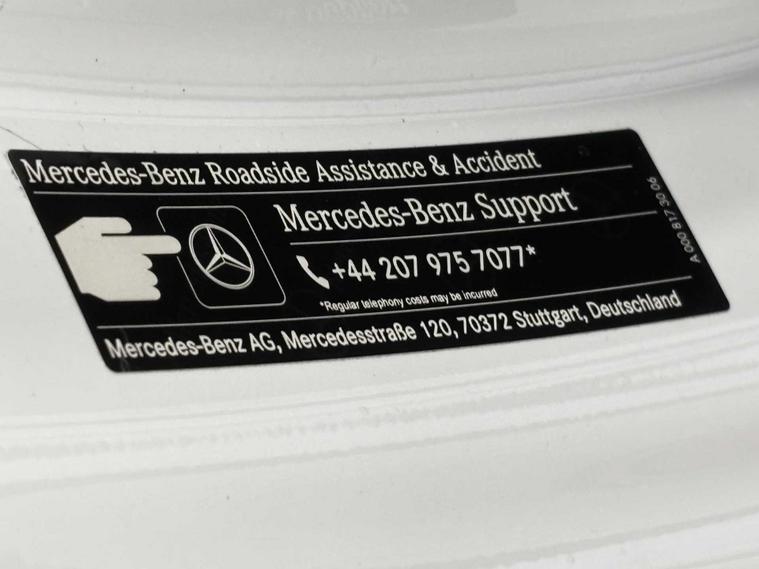 Mercedes-Benz Roadside Assistance & Accident
Mercedes-Benz Support
+44 207 975 7077*
*Regular telephony costs may be incurred
Mercedes-Benz AG, Mercedesstraße 120, 70372 Stuttgart, Deutschland
A 000 817 30 06